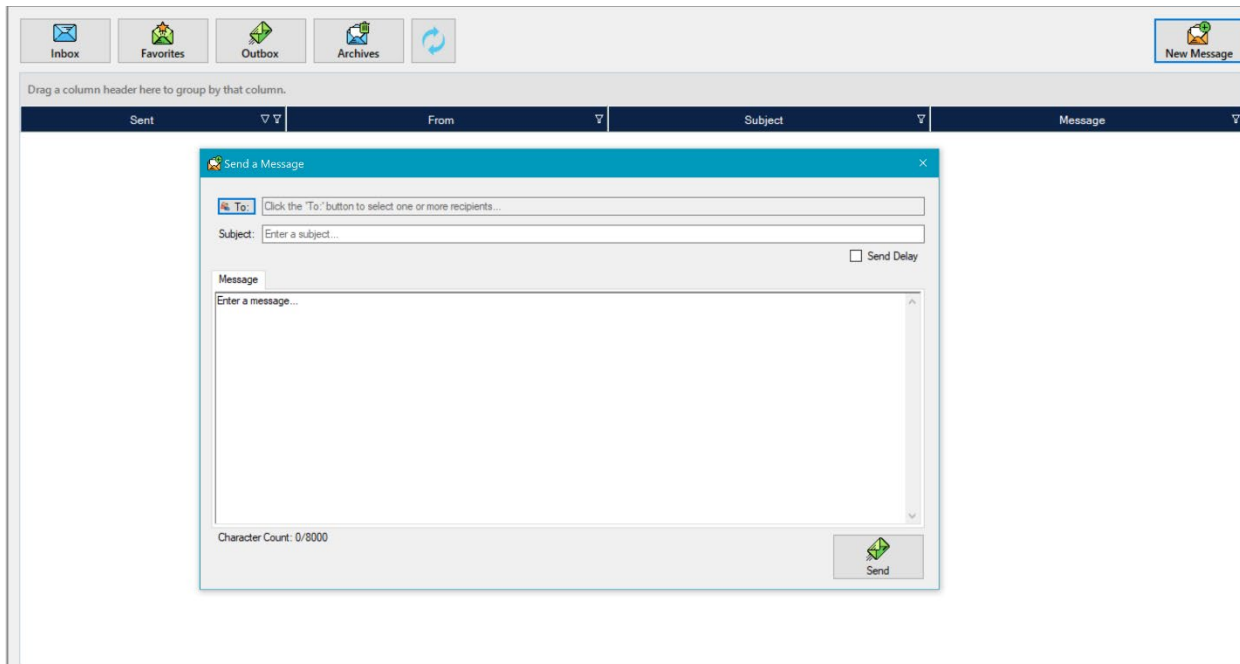 Inbox Favorites Outbox Archives New Message
Drag a column header here to group by that column.
Sent From Subject Message
Send a Message
To: Click the 'To:' button to select one or more recipients...
Subject: Enter a subject...
Send Delay
Message
Enter a message...
Character Count: 0/8000
Send